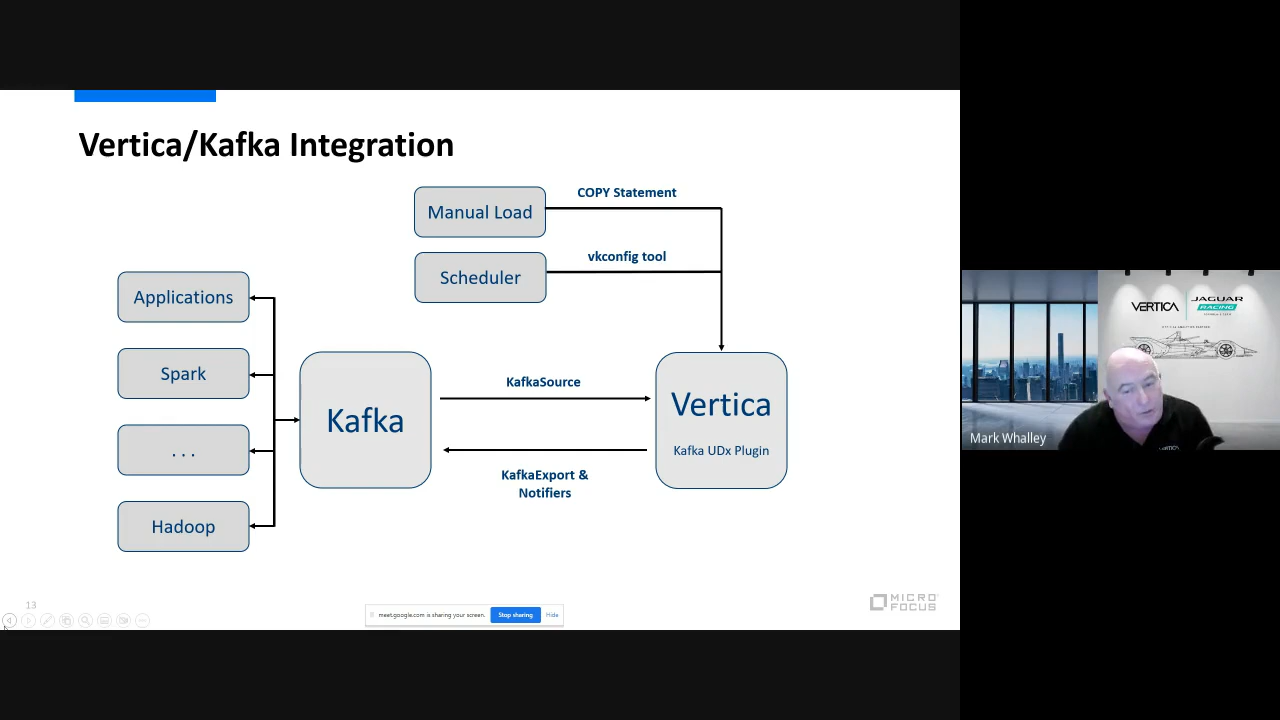 Vertica/Kafka Integration
Manual Load
COPY Statement
Scheduler
vkconfig tool
Applications
Spark
. . .
Hadoop
Kafka
KafkaSource
KafkaExport &
Notifiers
Vertica
Kafka UDx Plugin
13
meet.google.com is sharing your screen.
Stop sharing
Hide
MICRO
FOCUS
VERTICA
JAGUAR
RACING
Mark Whalley